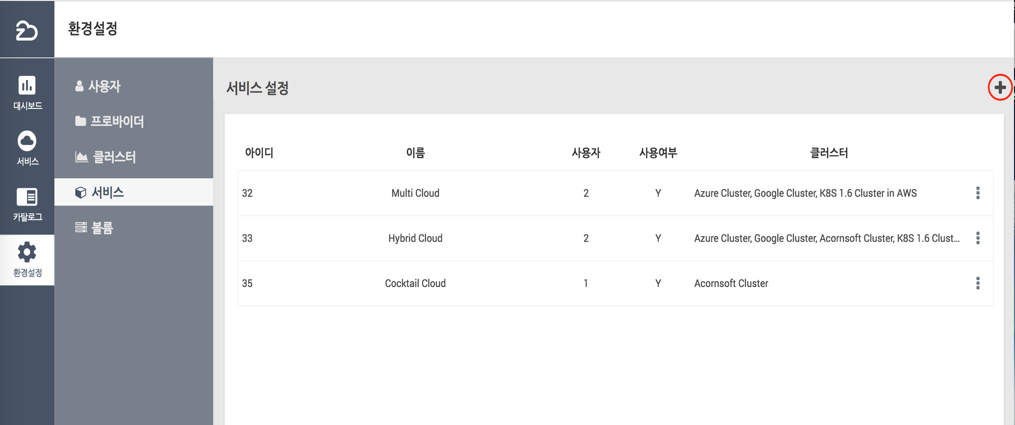 환경설정
대시보드
서비스
카탈로그
환경설정
사용자
프로바이더
클러스터
서비스
볼륨
서비스 설정
아이디 이름 사용자 사용여부 클러스터
32 Multi Cloud 2 Y Azure Cluster, Google Cluster, K8S 1.6 Cluster in AWS
33 Hybrid Cloud 2 Y Azure Cluster, Google Cluster, Acornsoft Cluster, K8S 1.6 Clust...
35 Cocktail Cloud 1 Y Acornsoft Cluster